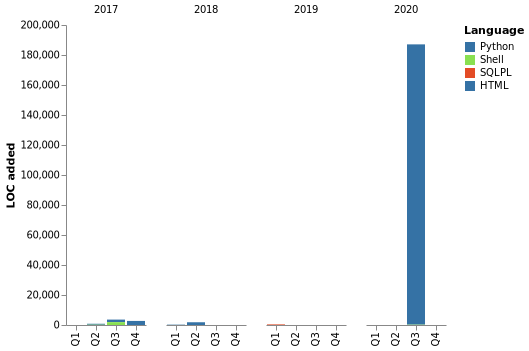 2017 2018 2019 2020
Language
Python
Shell
SQLPL
HTML
LOC added
200,000
180,000
160,000
140,000
120,000
100,000
80,000
60,000
40,000
20,000
0
Q1 Q2 Q3 Q4 Q1 Q2 Q3 Q4 Q1 Q2 Q3 Q4 Q1 Q2 Q3 Q4